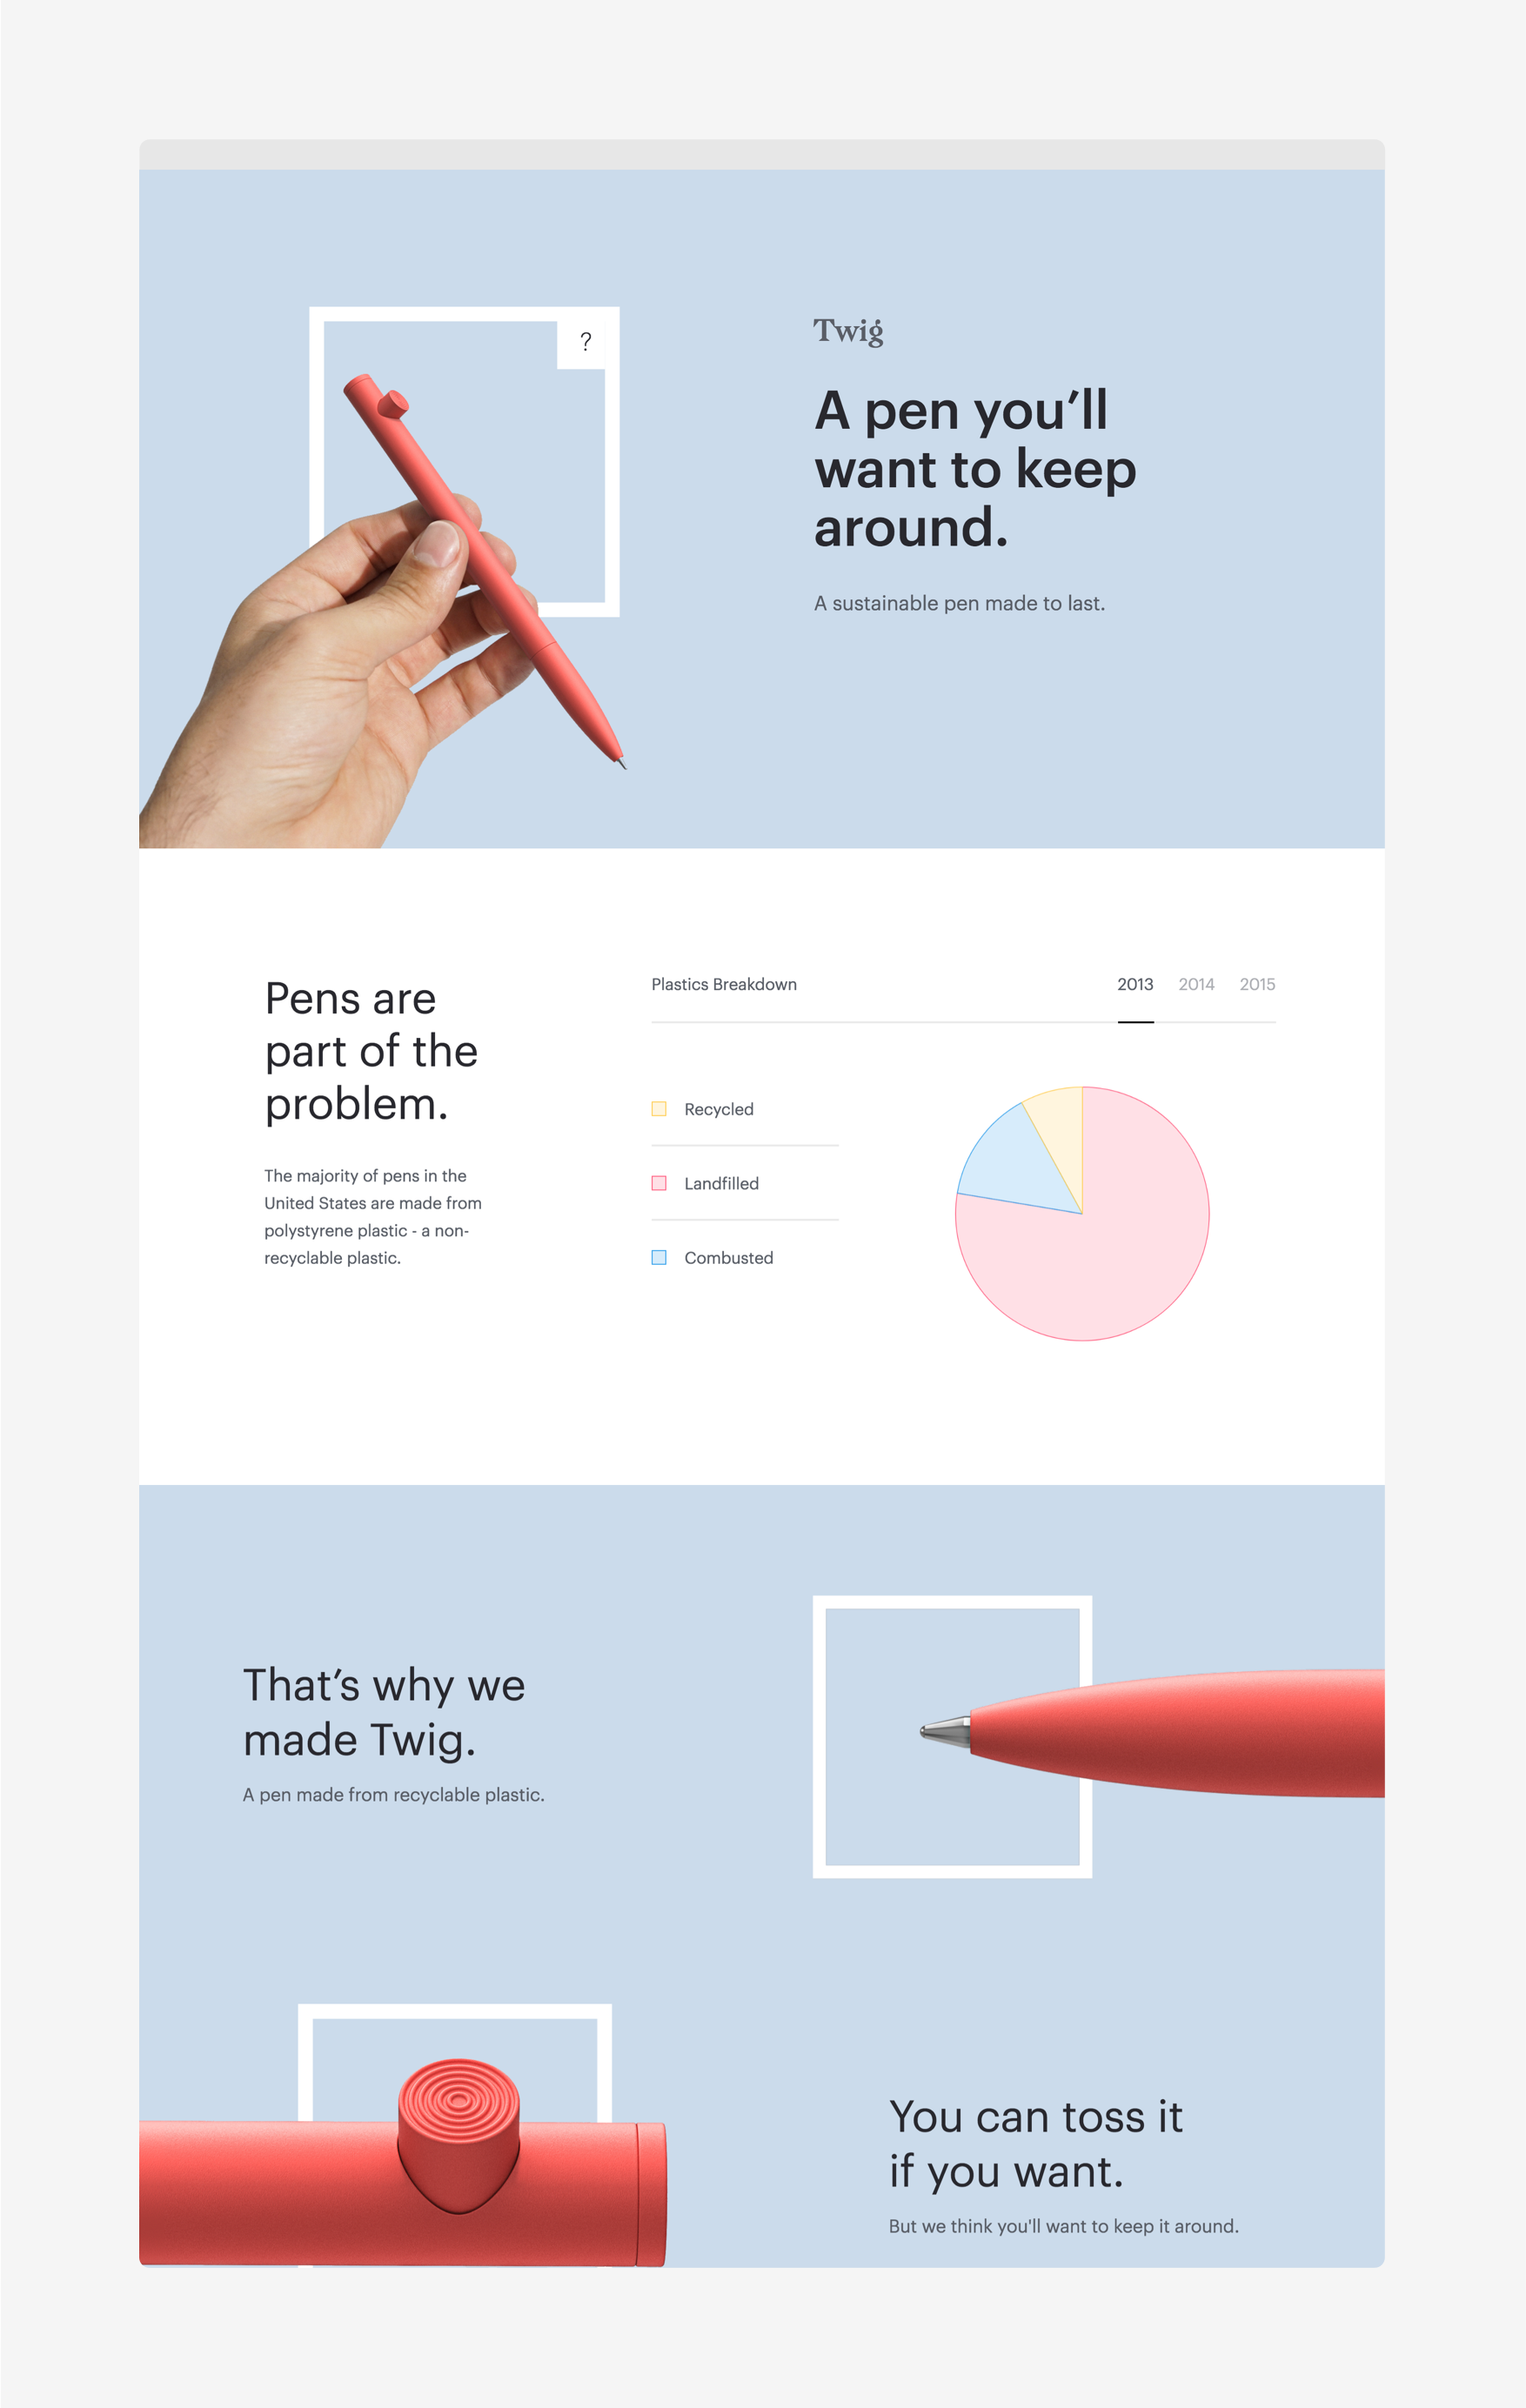 ?
Twig
A pen you’ll
want to keep
around.
A sustainable pen made to last.
Pens are
part of the
problem.
The majority of pens in the
United States are made from
polystyrene plastic - a non-
recyclable plastic.
Plastics Breakdown
2013 2014 2015
Recycled
Landfilled
Combusted
That’s why we
made Twig.
A pen made from recyclable plastic.
You can toss it
if you want.
But we think you'll want to keep it around.